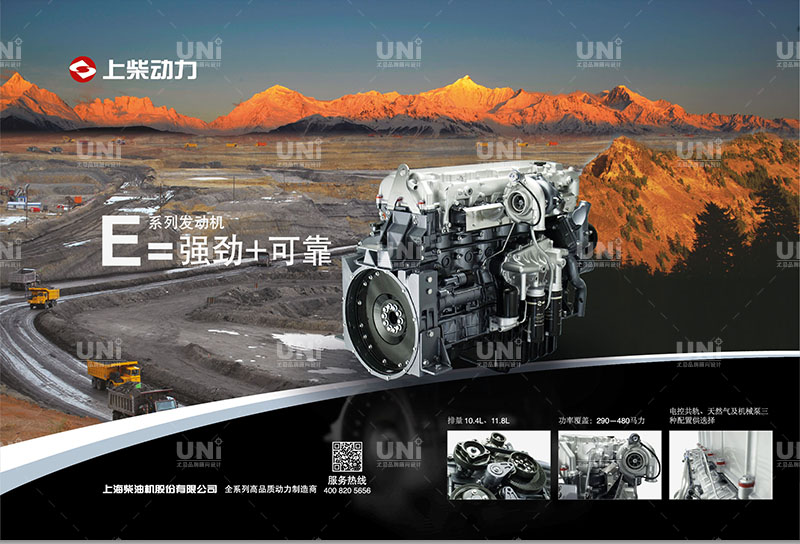 上柴动力
系列发动机
E=强劲+可靠
排量 10.4L、11.8L
功率覆盖：290—480马力
电控共轨、天然气及机械泵三
种配置供选择
服务热线
400 820 5656
上海柴油机股份有限公司 全系列高品质动力制造商
UNi